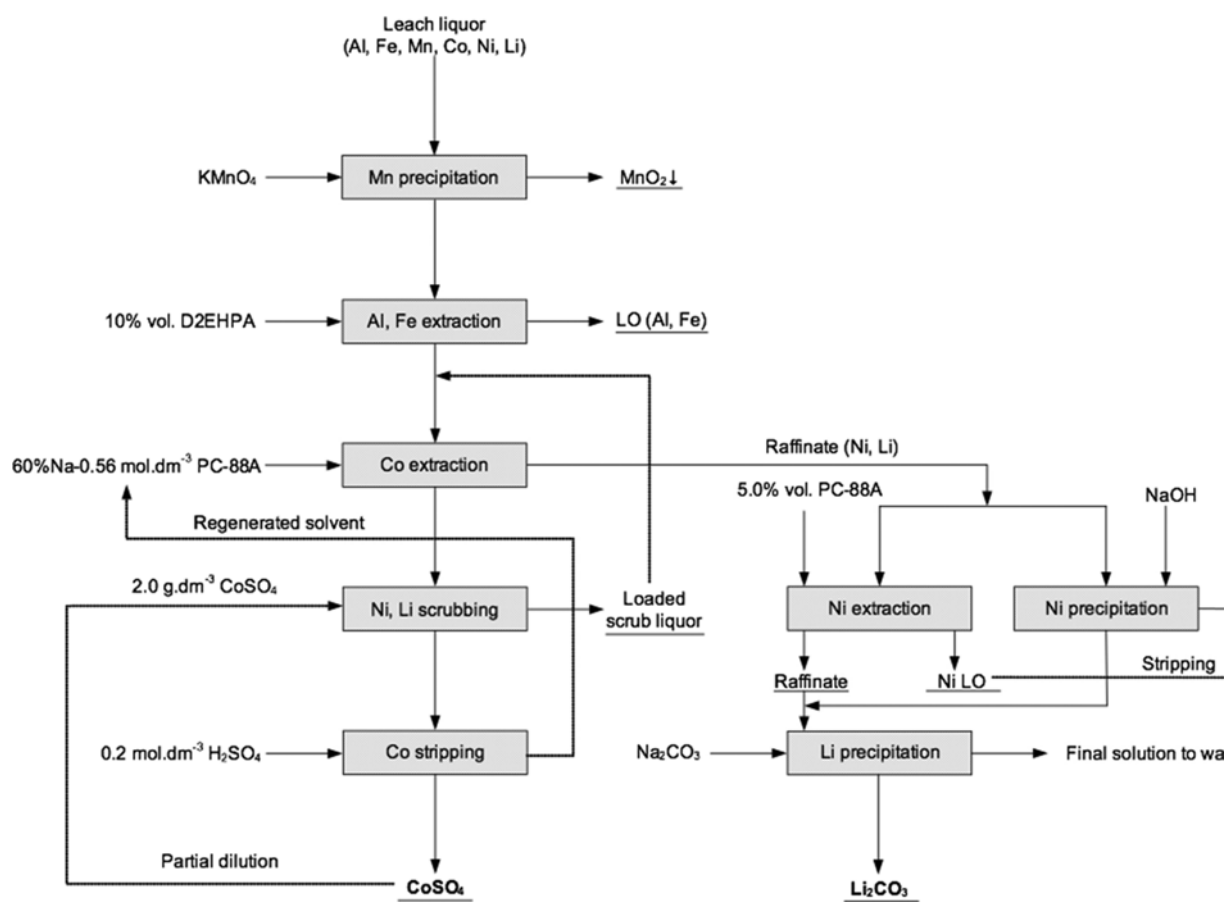 Leach liquor
(Al, Fe, Mn, Co, Ni, Li)
KMnO₄
Mn precipitation
MnO₂↓
10% vol. D2EHPA
Al, Fe extraction
LO (Al, Fe)
60%Na-0.56 mol.dm⁻³ PC-88A
Co extraction
Raffinate (Ni, Li)
5.0% vol. PC-88A
NaOH
Regenerated solvent
2.0 g.dm⁻³ CoSO₄
Ni, Li scrubbing
Loaded
scrub liquor
Ni extraction
Ni precipitation
Stripping
Raffinate
Ni LO
0.2 mol.dm⁻³ H₂SO₄
Co stripping
Na₂CO₃
Li precipitation
Final solution to wa
Partial dilution
CoSO₄
Li₂CO₃